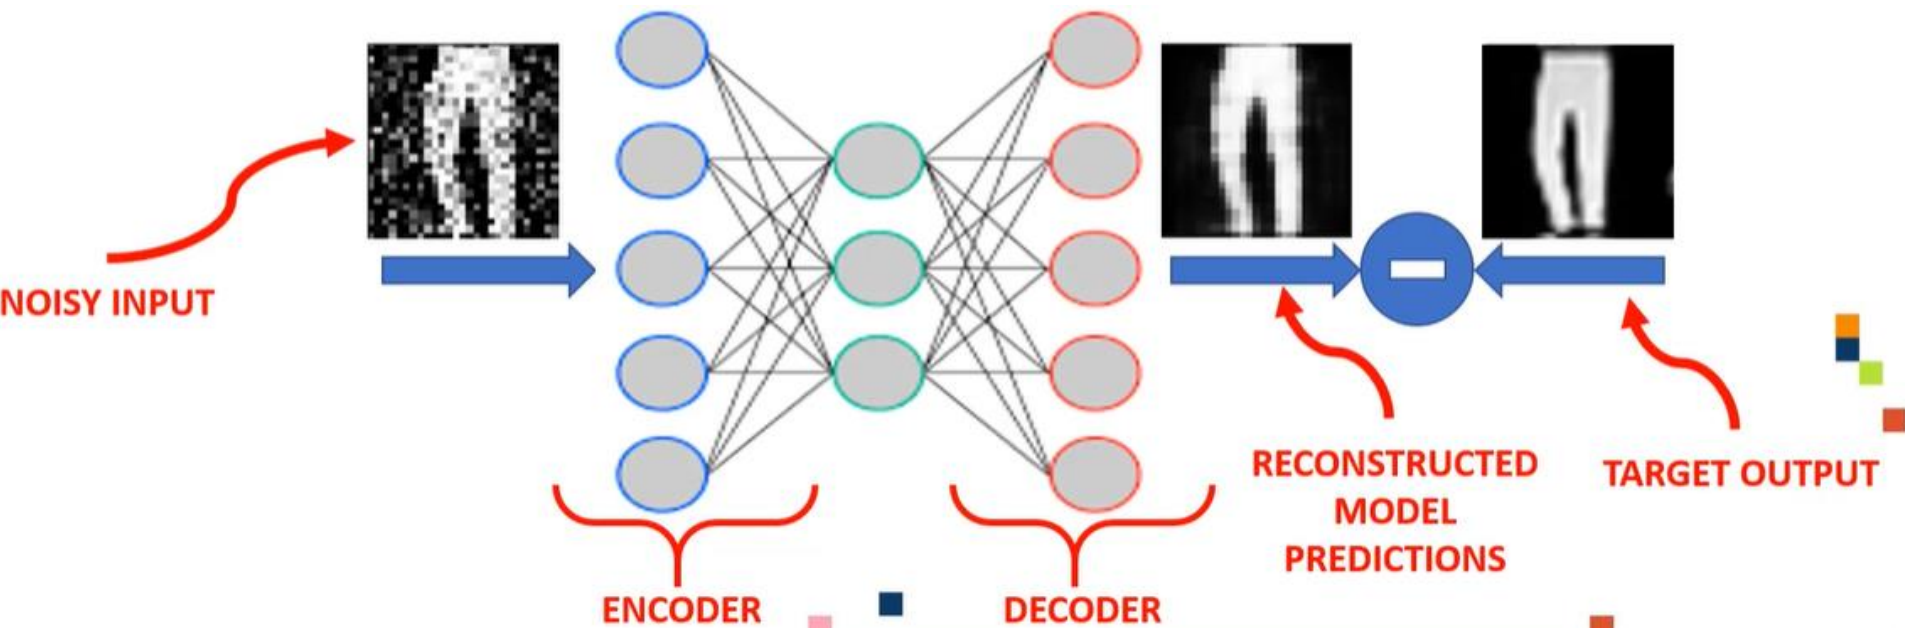 NOISY INPUT
ENCODER
DECODER
RECONSTRUCTED
MODEL
PREDICTIONS
TARGET OUTPUT